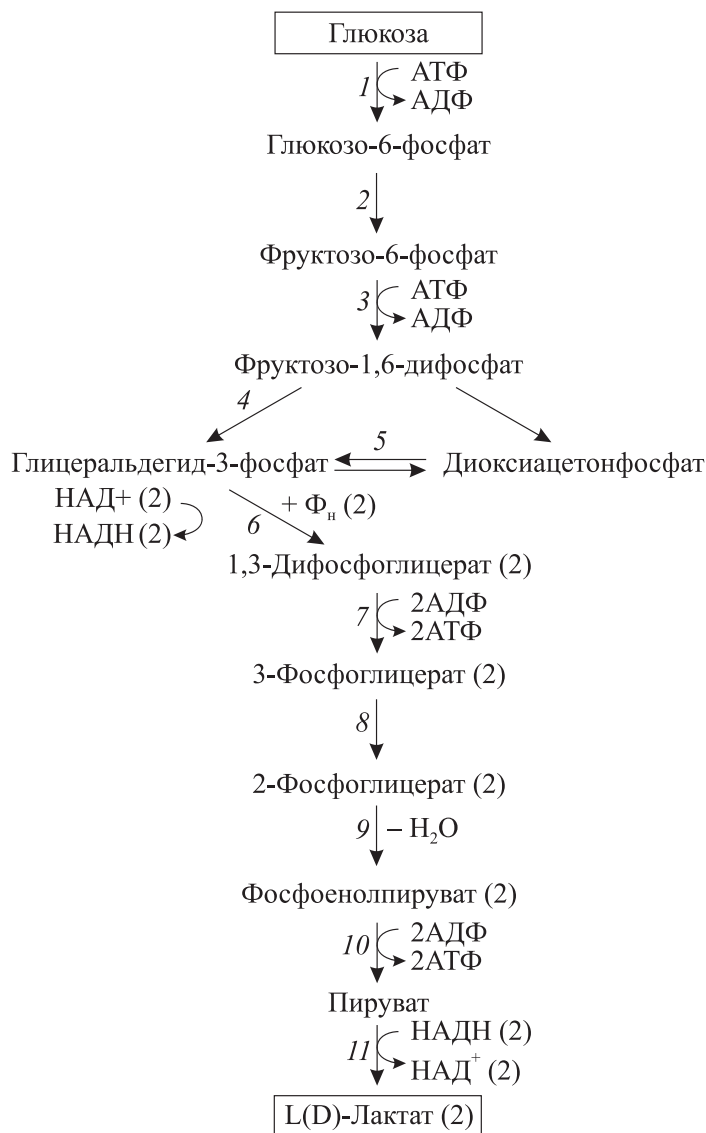 Глюкоза
1 АТФ
АДФ
Глюкозо-6-фосфат
2
Фруктозо-6-фосфат
3 АТФ
АДФ
Фруктозо-1,6-дифосфат
4
5
Глицеральдегид-3-фосфат Диоксиацетонфосфат
НАД+ (2)
НАДН (2)
6 + Фн (2)
1,3-Дифосфоглицерат (2)
7 2АДФ
2АТФ
3-Фосфоглицерат (2)
8
2-Фосфоглицерат (2)
9 – H₂O
Фосфоенолпируват (2)
10 2АДФ
2АТФ
Пируват
11 НАДН (2)
НАД⁺ (2)
L(D)-Лактат (2)